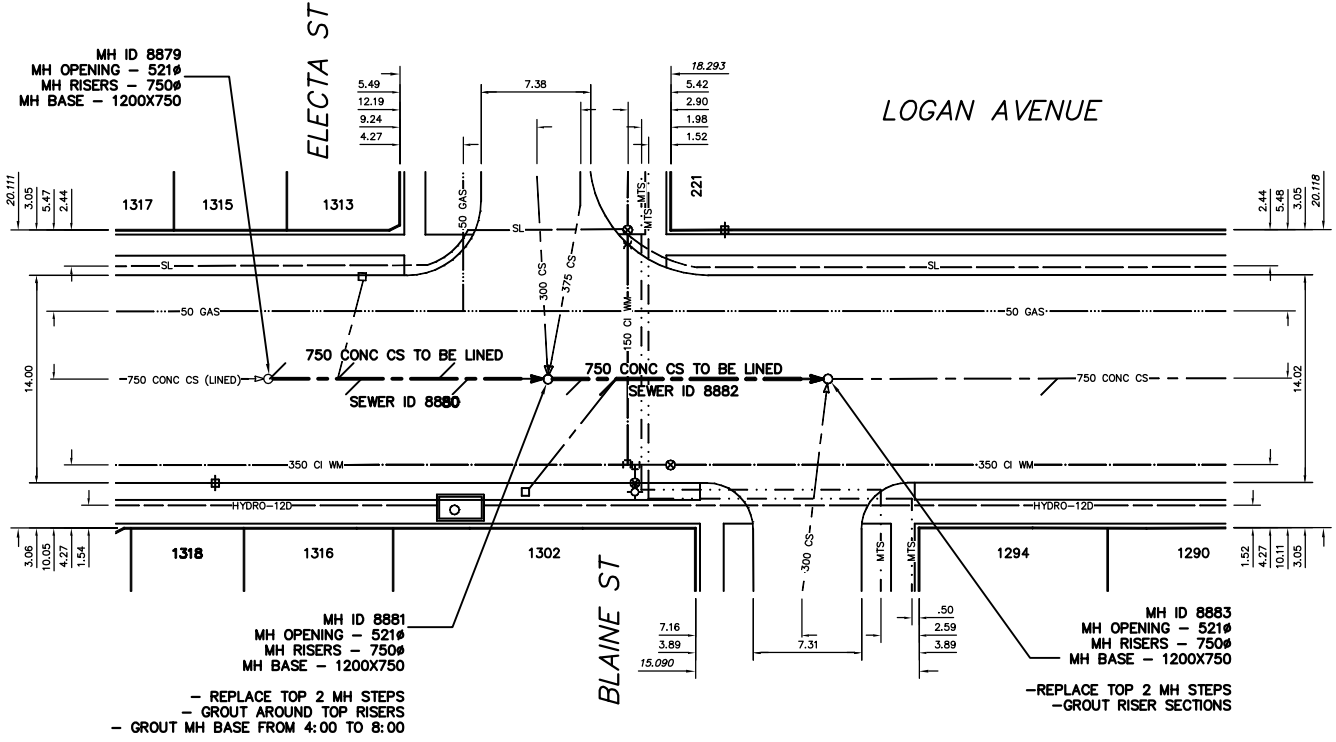 ELECTA ST
LOGAN AVENUE
MH ID 8879
MH OPENING - 521ø
MH RISERS - 750ø
MH BASE - 1200X750
5.49
12.19
9.24
4.27
7.38
18.293
5.42
2.90
1.98
1.52
20.111
3.05
5.47
2.44
1317
1315
1313
221
2.44
5.48
3.05
20.118
50 GAS
MTS
MTS
SL
SL
SL
300 CS
375 CS
150 CI WM
50 GAS
50 GAS
14.00
14.02
750 CONC CS (LINED)
750 CONC CS TO BE LINED
SEWER ID 8880
750 CONC CS TO BE LINED
SEWER ID 8882
750 CONC CS
350 CI WM
350 CI WM
HYDRO-12D
HYDRO-12D
3.06
10.05
4.27
1.54
1318
1316
1302
300 CS
MTS
MTS
1294
1290
1.52
4.27
10.11
3.05
BLAINE ST
7.16
3.89
15.090
7.31
.50
2.59
3.89
MH ID 8881
MH OPENING - 521ø
MH RISERS - 750ø
MH BASE - 1200X750
- REPLACE TOP 2 MH STEPS
- GROUT AROUND TOP RISERS
- GROUT MH BASE FROM 4:00 TO 8:00
MH ID 8883
MH OPENING - 521ø
MH RISERS - 750ø
MH BASE - 1200X750
-REPLACE TOP 2 MH STEPS
-GROUT RISER SECTIONS